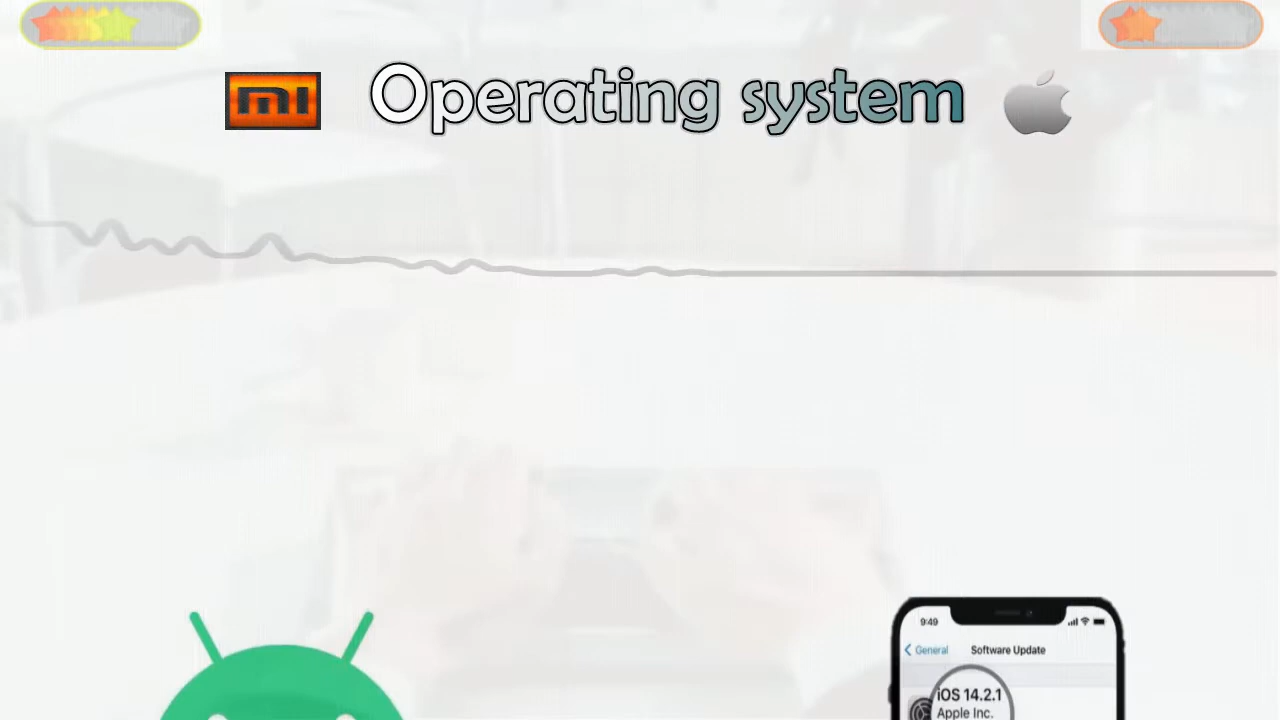 mi Operating system
9:49
General Software Update
iOS 14.2.1
Apple Inc.